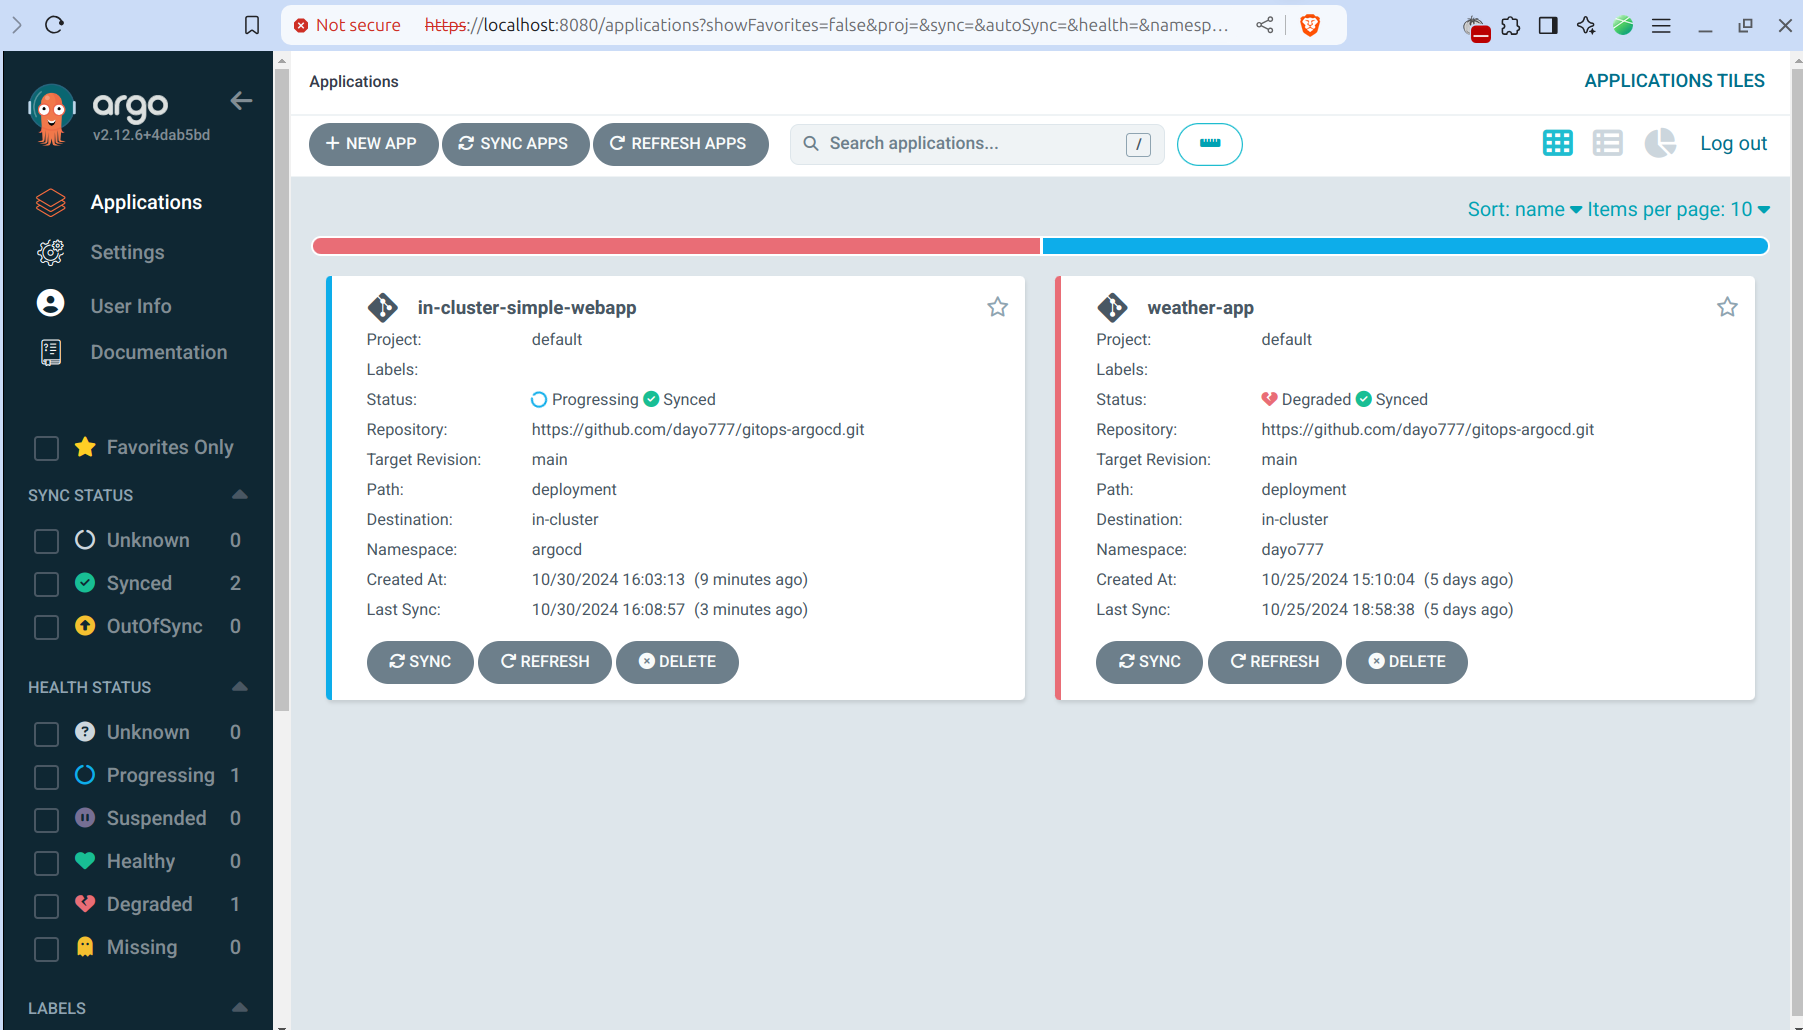 Not secure https://localhost:8080/applications?showFavorites=false&proj=&sync=&autoSync=&health=&namesp...
argo
v2.12.6+4dab5bd
Applications
Settings
User Info
Documentation
Favorites Only
SYNC STATUS
Unknown 0
Synced 2
OutOfSync 0
HEALTH STATUS
Unknown 0
Progressing 1
Suspended 0
Healthy 0
Degraded 1
Missing 0
LABELS
Applications
APPLICATIONS TILES
NEW APP SYNC APPS REFRESH APPS Search applications... / Log out
Sort: name Items per page: 10
in-cluster-simple-webapp
Project: default
Labels:
Status: Progressing Synced
Repository: https://github.com/dayo777/gitops-argocd.git
Target Revision: main
Path: deployment
Destination: in-cluster
Namespace: argocd
Created At: 10/30/2024 16:03:13 (9 minutes ago)
Last Sync: 10/30/2024 16:08:57 (3 minutes ago)
SYNC REFRESH DELETE
weather-app
Project: default
Labels:
Status: Degraded Synced
Repository: https://github.com/dayo777/gitops-argocd.git
Target Revision: main
Path: deployment
Destination: in-cluster
Namespace: dayo777
Created At: 10/25/2024 15:10:04 (5 days ago)
Last Sync: 10/25/2024 18:58:38 (5 days ago)
SYNC REFRESH DELETE